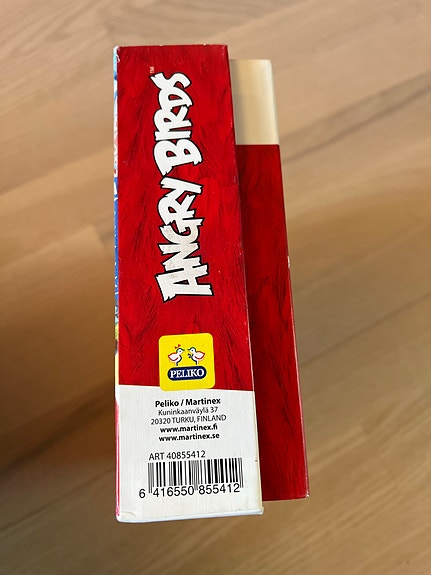 ANGRY BIRDS™
PELIKO
Peliko / Martinex
Kuninkaanväylä 37
20320 TURKU, FINLAND
www.martinex.fi
www.martinex.se
ART 40855412
6 416550 855412